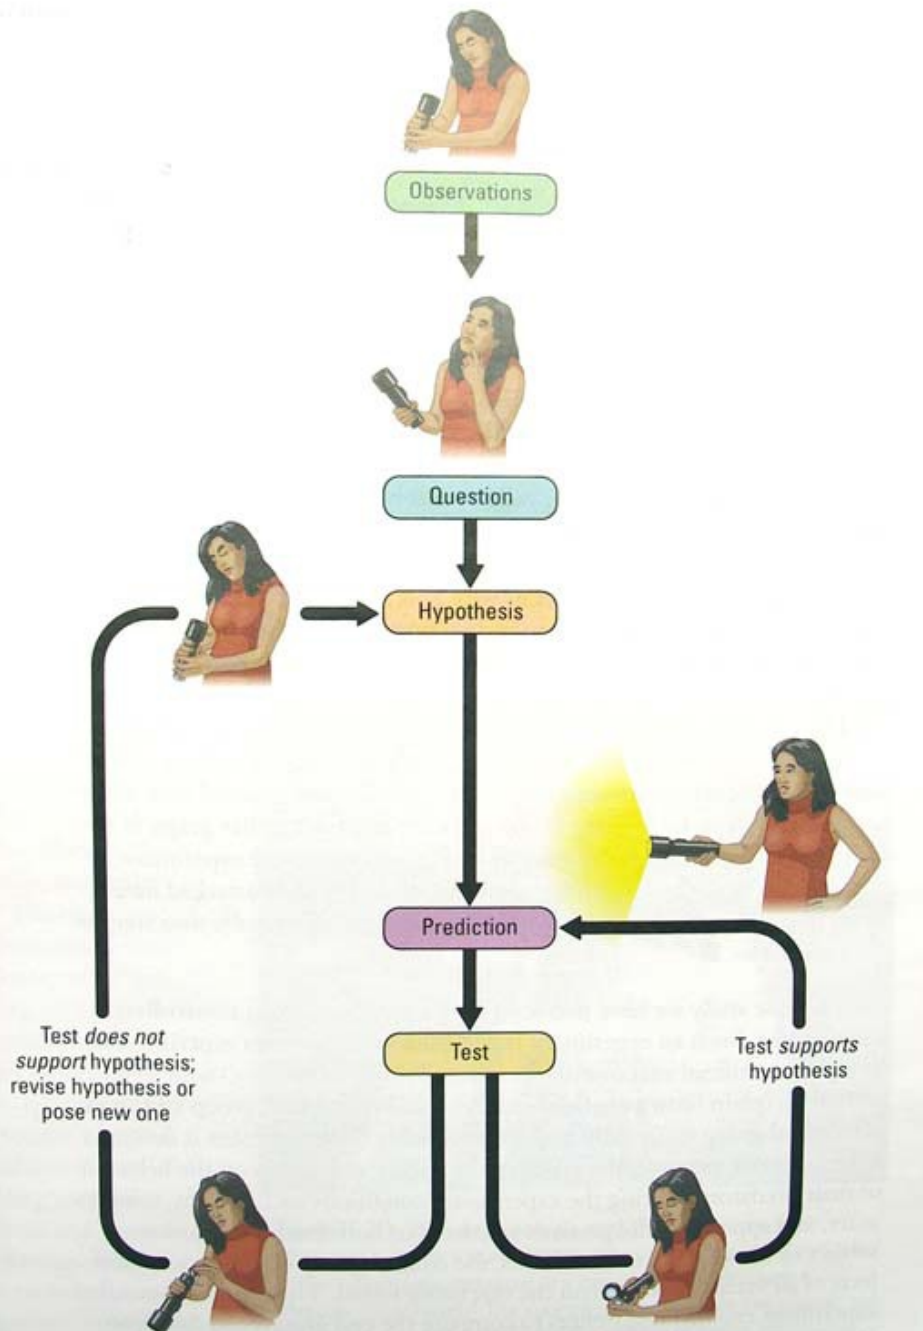 Observations
Question
Hypothesis
Prediction
Test
Test does not
support hypothesis;
revise hypothesis or
pose new one
Test supports
hypothesis